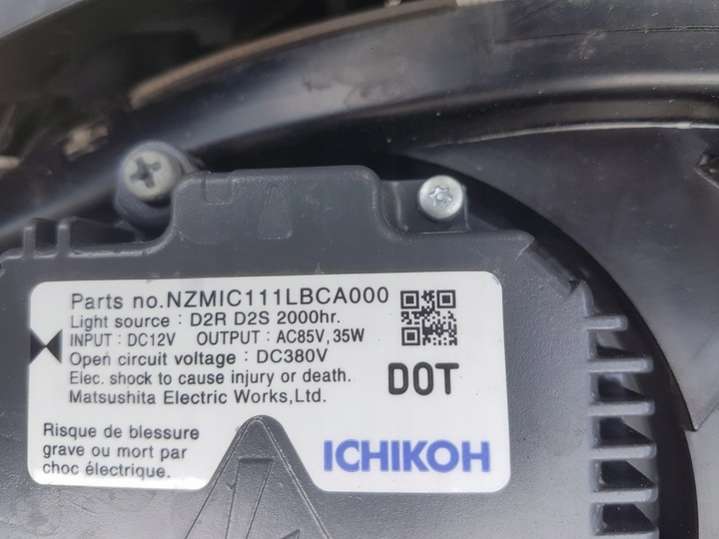 Parts no.NZMIC111LBCA000
Light source : D2R D2S 2000hr.
INPUT : DC12V OUTPUT : AC85V, 35W
Open circuit voltage : DC380V
Elec. shock to cause injury or death.
Matsushita Electric Works,Ltd.
DOT
Risque de blessure
grave ou mort par
choc électrique.
ICHIKOH